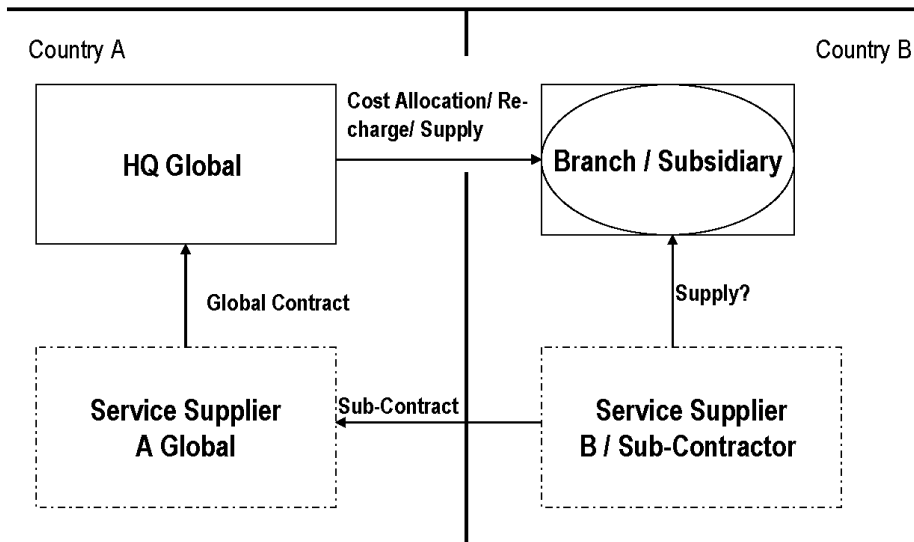 Country A
Country B
Cost Allocation/ Re-
charge/ Supply
HQ Global
Branch / Subsidiary
Global Contract
Supply?
Service Supplier
A Global
Sub-Contract
Service Supplier
B / Sub-Contractor